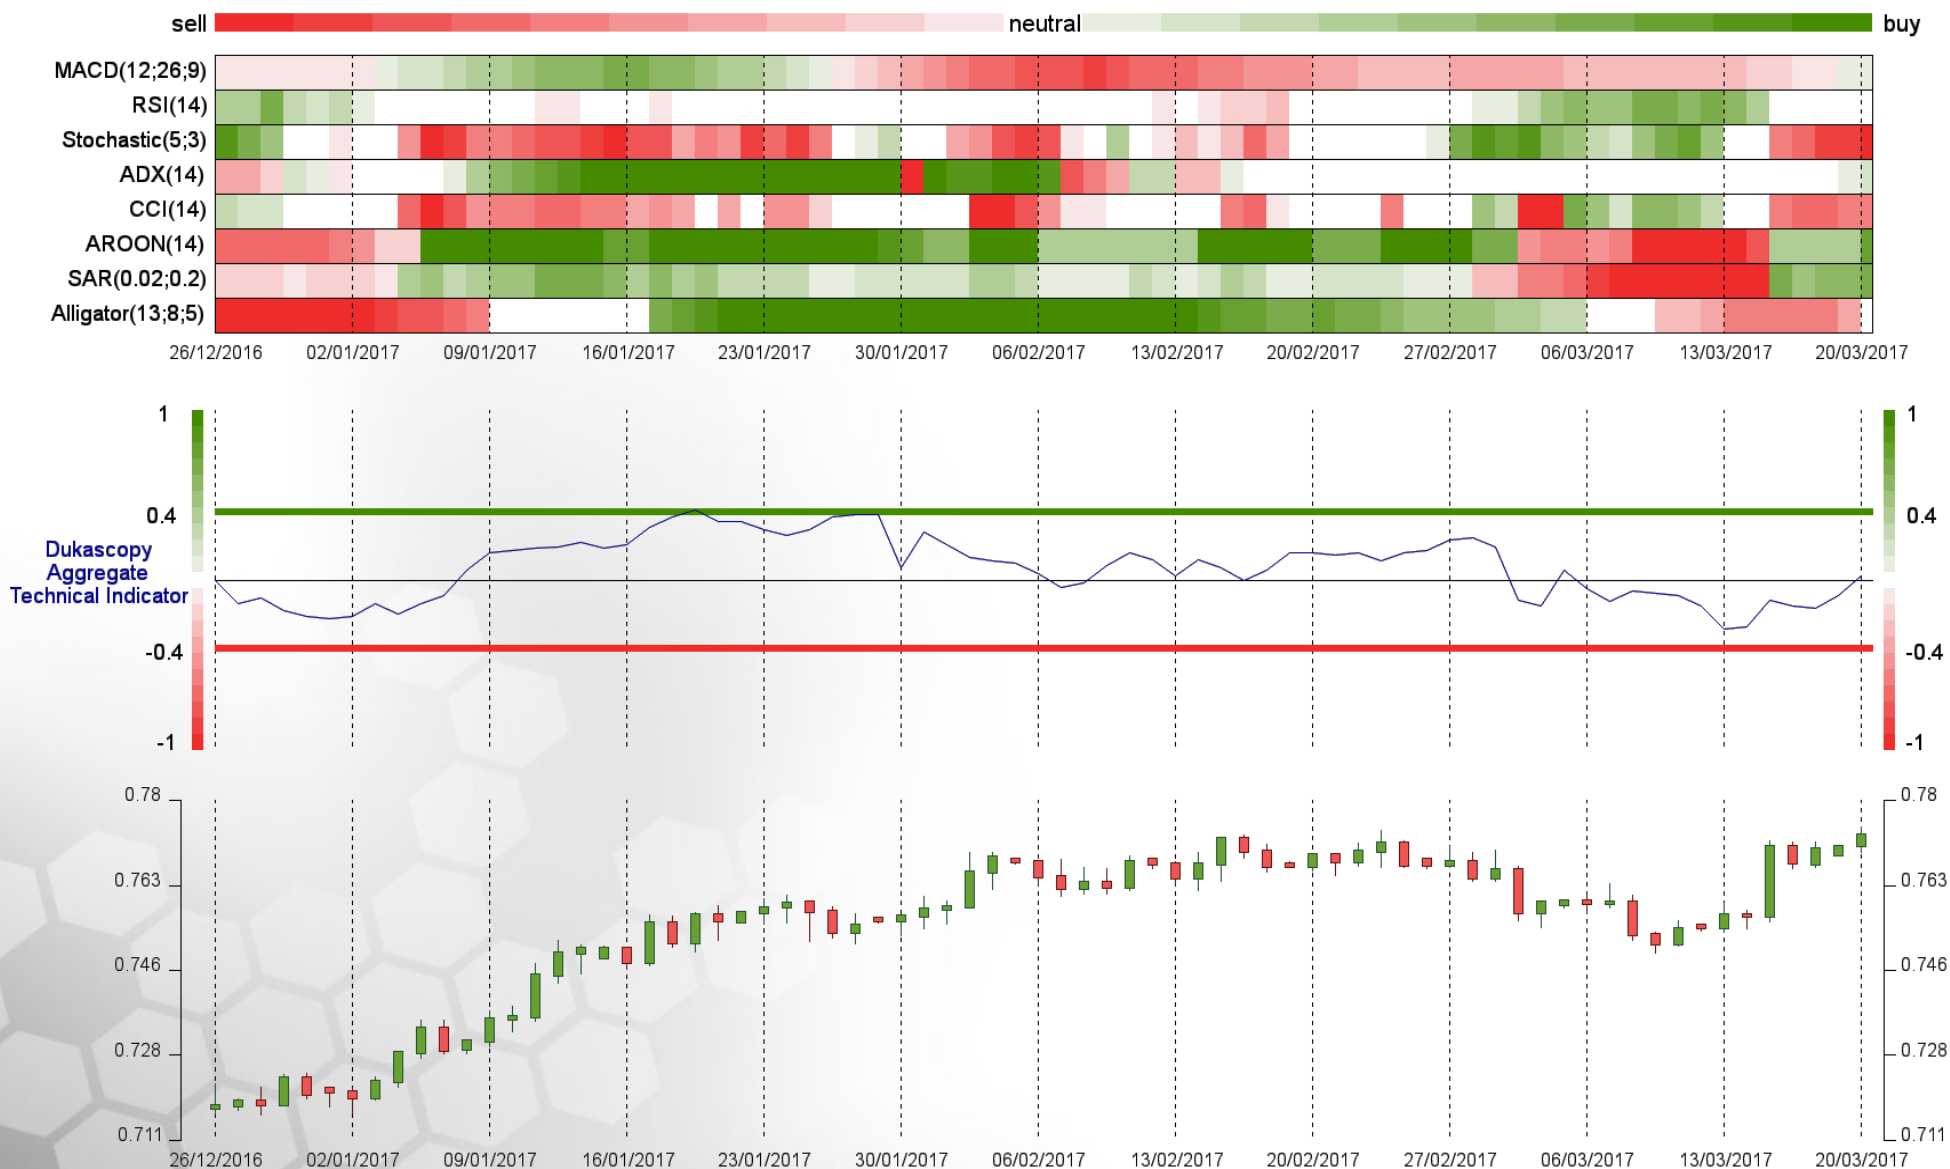 sell neutral buy
MACD(12;26;9)
RSI(14)
Stochastic(5;3)
ADX(14)
CCI(14)
AROON(14)
SAR(0.02;0.2)
Alligator(13;8;5)
26/12/2016 02/01/2017 09/01/2017 16/01/2017 23/01/2017 30/01/2017 06/02/2017 13/02/2017 20/02/2017 27/02/2017 06/03/2017 13/03/2017 20/03/2017
1 1
0.4 0.4
Dukascopy
Aggregate
Technical Indicator
-0.4 -0.4
-1 -1
0.78 0.78
0.763 0.763
0.746 0.746
0.728 0.728
0.711 0.711
26/12/2016 02/01/2017 09/01/2017 16/01/2017 23/01/2017 30/01/2017 06/02/2017 13/02/2017 20/02/2017 27/02/2017 06/03/2017 13/03/2017 20/03/2017